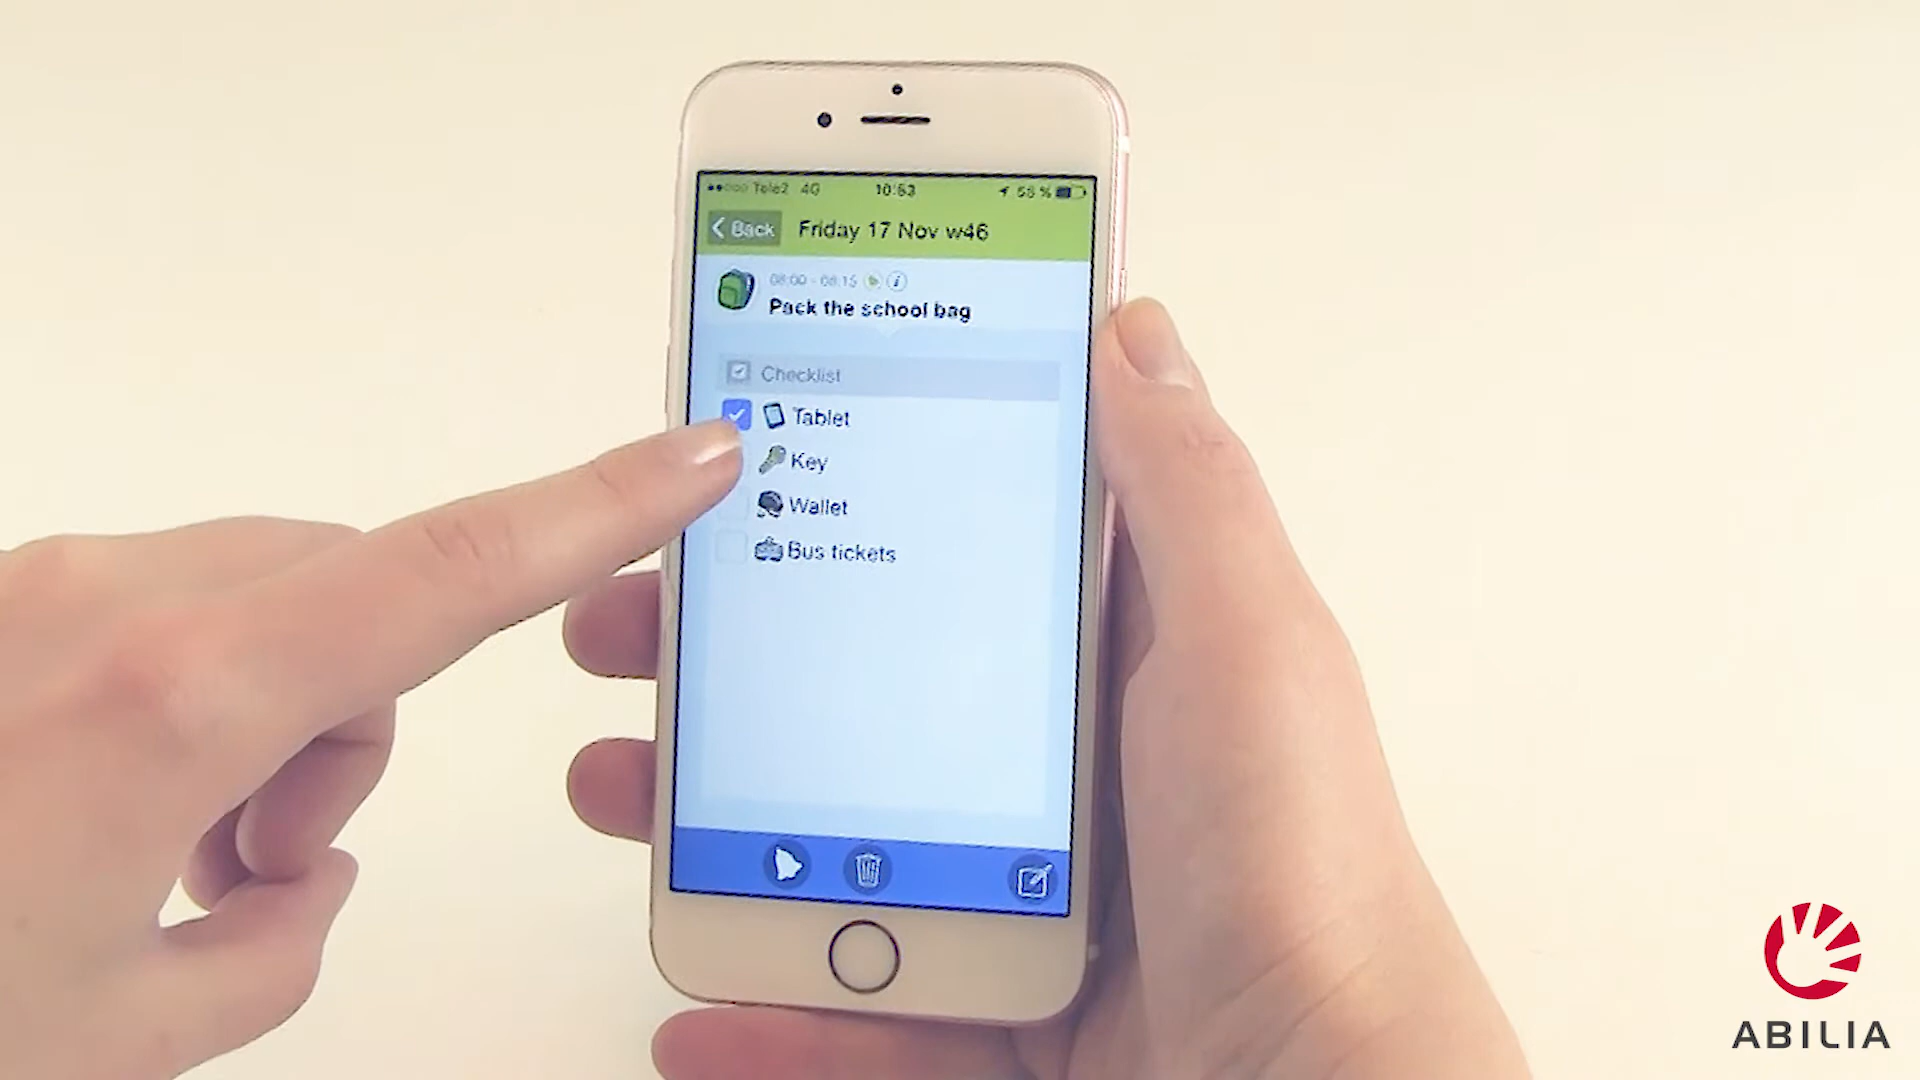 Tele2 4G 10:53 58 %
Back Friday 17 Nov w46
08:00 - 08:15
Pack the school bag
Checklist
Tablet
Key
Wallet
Bus tickets
ABILIA